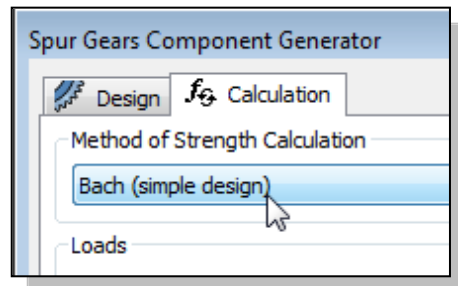 Spur Gears Component Generator
Design Calculation
Method of Strength Calculation
Bach (simple design)
Loads